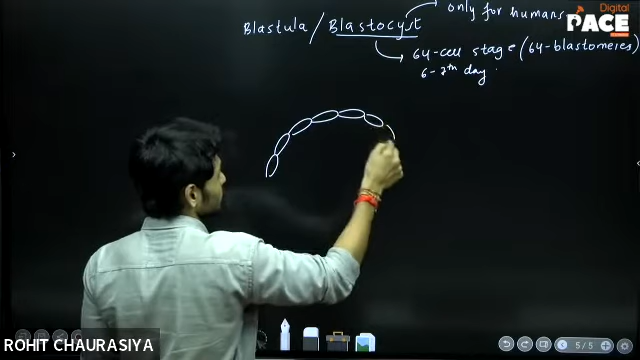 only for humans
Blastula / Blastocyst
64-cell stage (64-blastomeres)
6-7th day.
Digital
PACE
ROHIT CHAURASIYA
5/5